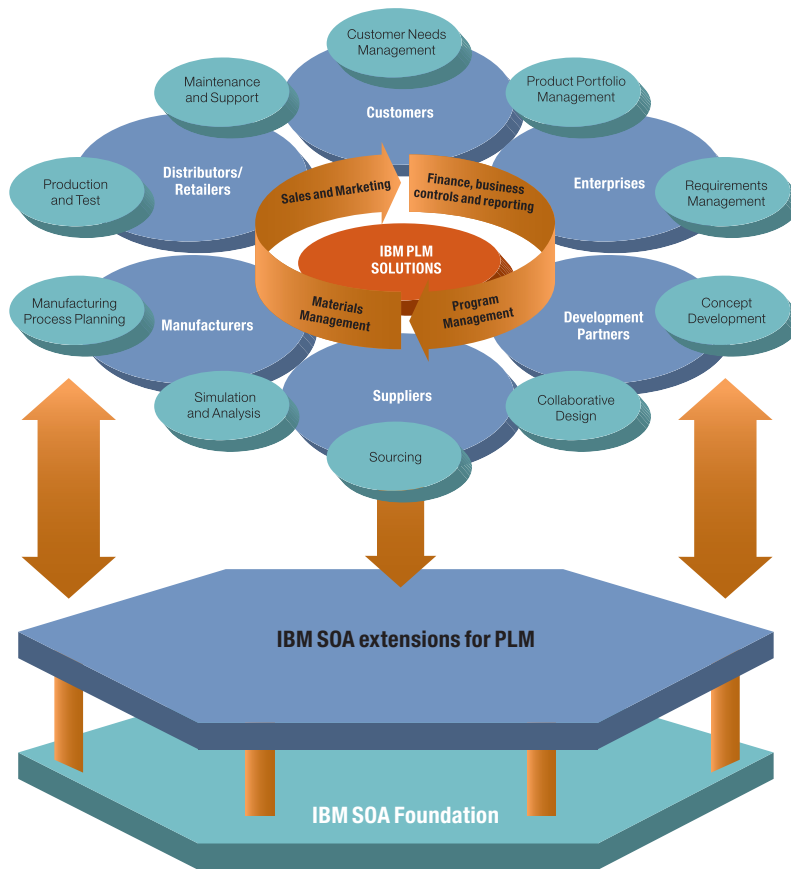 Customer Needs
Management
Maintenance
and Support
Product Portfolio
Management
Customers
Distributors/
Retailers
Enterprises
Production
and Test
Requirements
Management
Sales and Marketing
Finance, business
controls and reporting
IBM PLM
SOLUTIONS
Materials
Management
Program
Management
Manufacturing
Process Planning
Manufacturers
Development
Partners
Concept
Development
Simulation
and Analysis
Suppliers
Collaborative
Design
Sourcing
IBM SOA extensions for PLM
IBM SOA Foundation